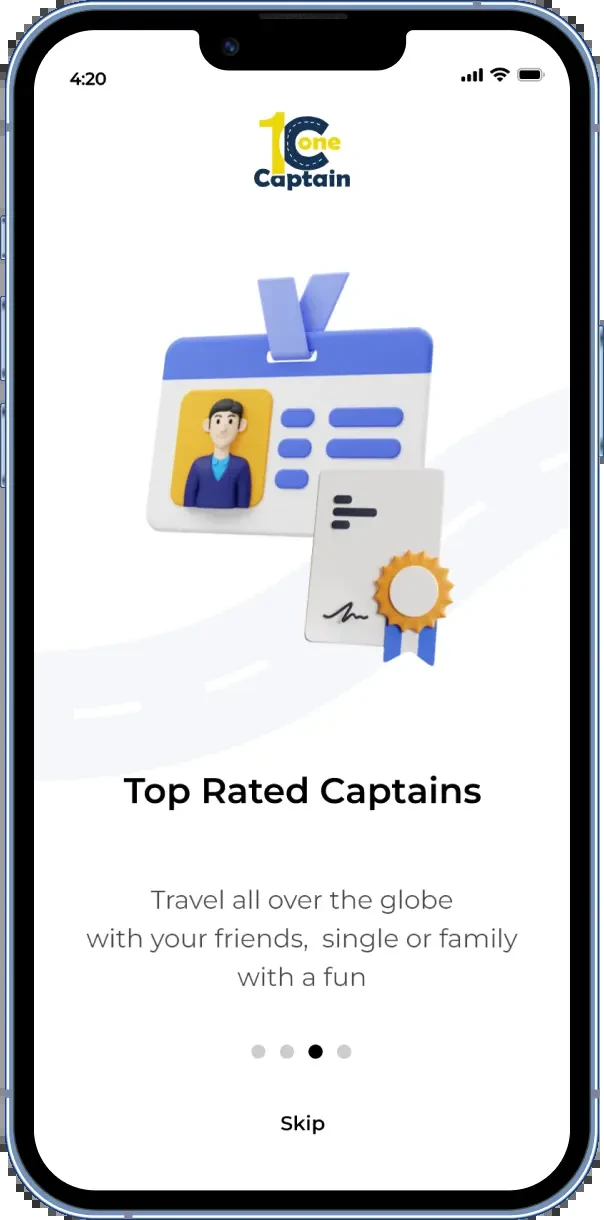 4:20
1C one
Captain
Top Rated Captains
Travel all over the globe
with your friends,  single or family
with a fun
Skip